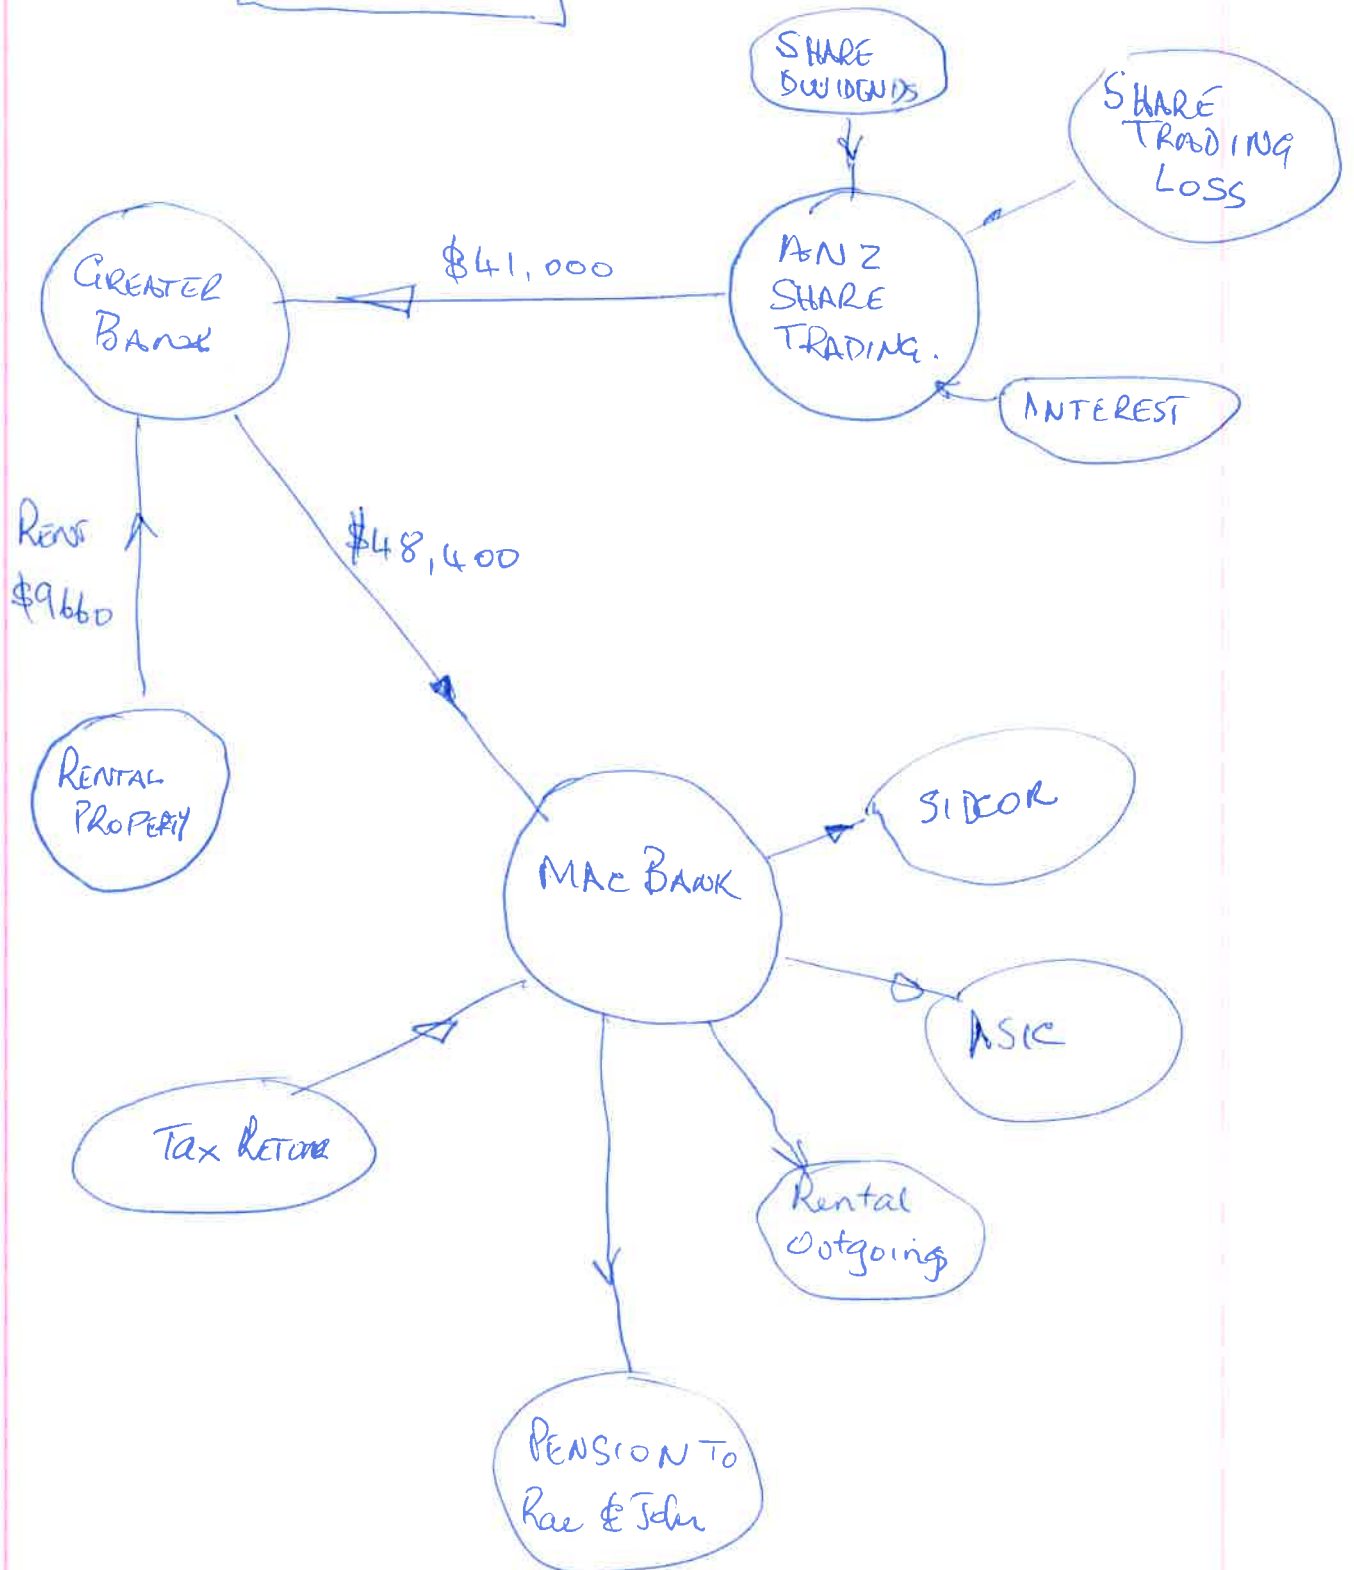 SHARE
DIVIDENDS
SHARE
TRADING
LOSS
GREATER
BANK
$41,000
ANZ
SHARE
TRADING.
INTEREST
RENT
$9660
$48,400
RENTAL
PROPERTY
MAC BANK
SIDCOR
ASIC
Tax RETURN
Rental
Outgoings
PENSION TO
Rae & John